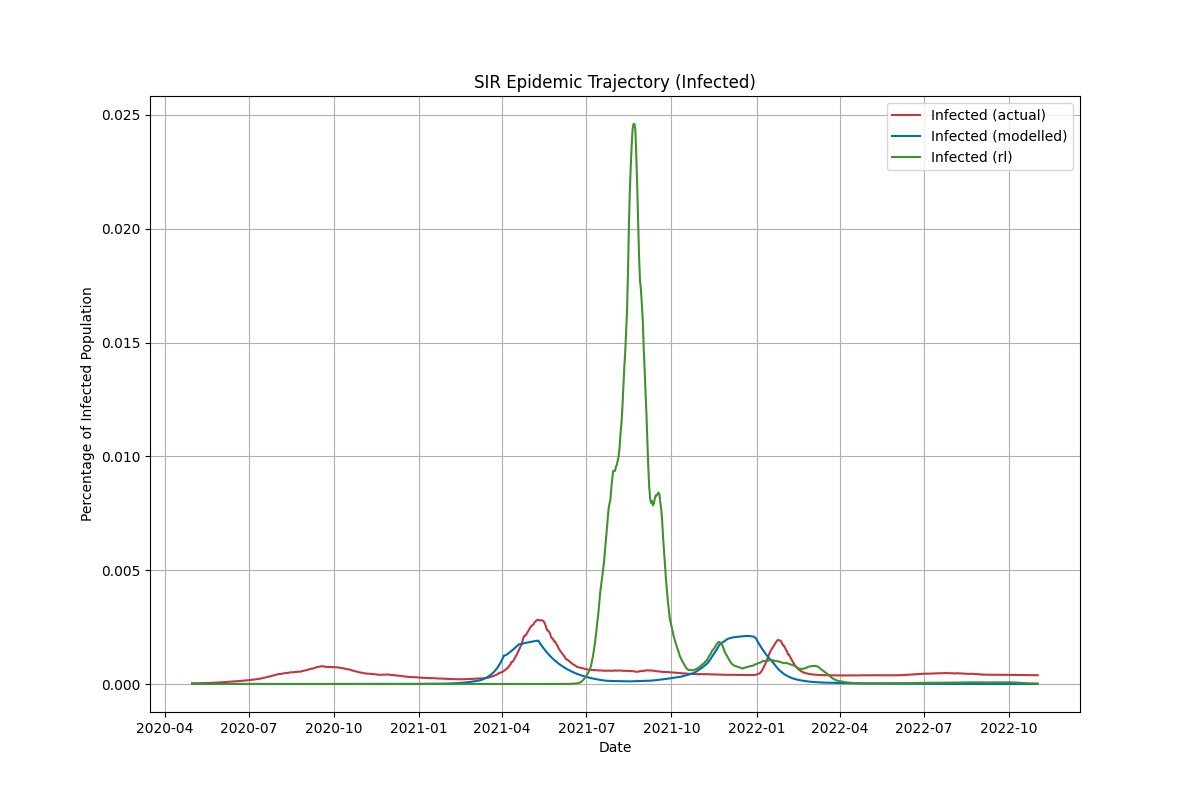 SIR Epidemic Trajectory (Infected)
Infected (actual)
Infected (modelled)
Infected (rl)
Percentage of Infected Population
0.025
0.020
0.015
0.010
0.005
0.000
2020-04 2020-07 2020-10 2021-01 2021-04 2021-07 2021-10 2022-01 2022-04 2022-07 2022-10
Date